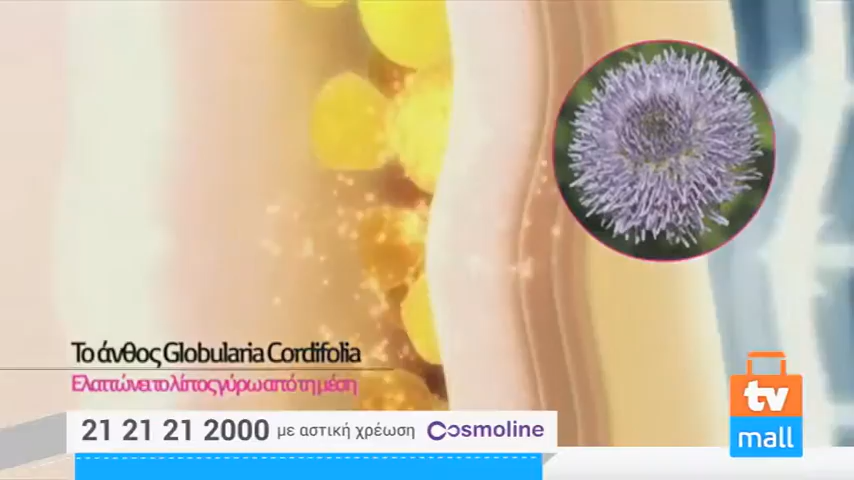 Το άνθος Globularia Cordifolia
Ελαττώνει το λίπος γύρω από τη μέση
21 21 21 2000 με αστική χρέωση Cosmoline
tv
mall